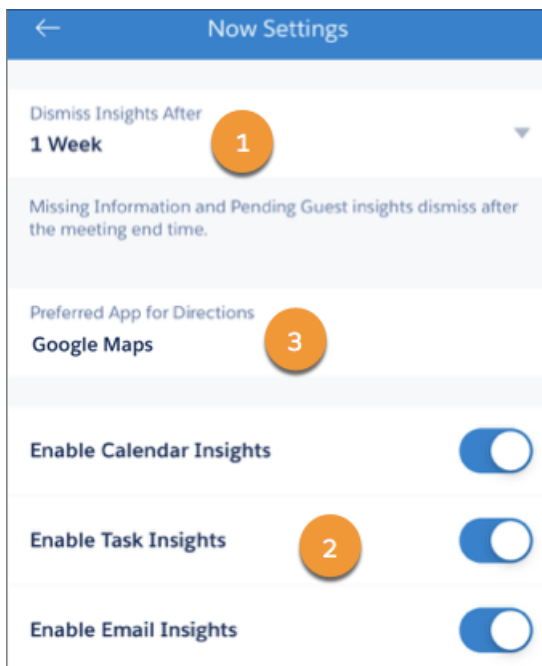 Now Settings
Dismiss Insights After
1 Week
1
Missing Information and Pending Guest insights dismiss after
the meeting end time.
Preferred App for Directions
Google Maps
3
Enable Calendar Insights
Enable Task Insights
2
Enable Email Insights